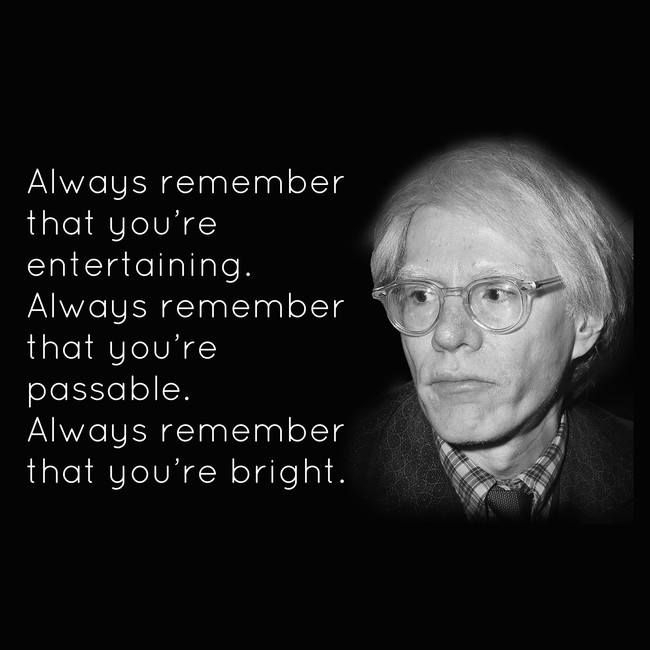 Always remember
that you’re
entertaining.
Always remember
that you’re
passable.
Always remember
that you’re bright.